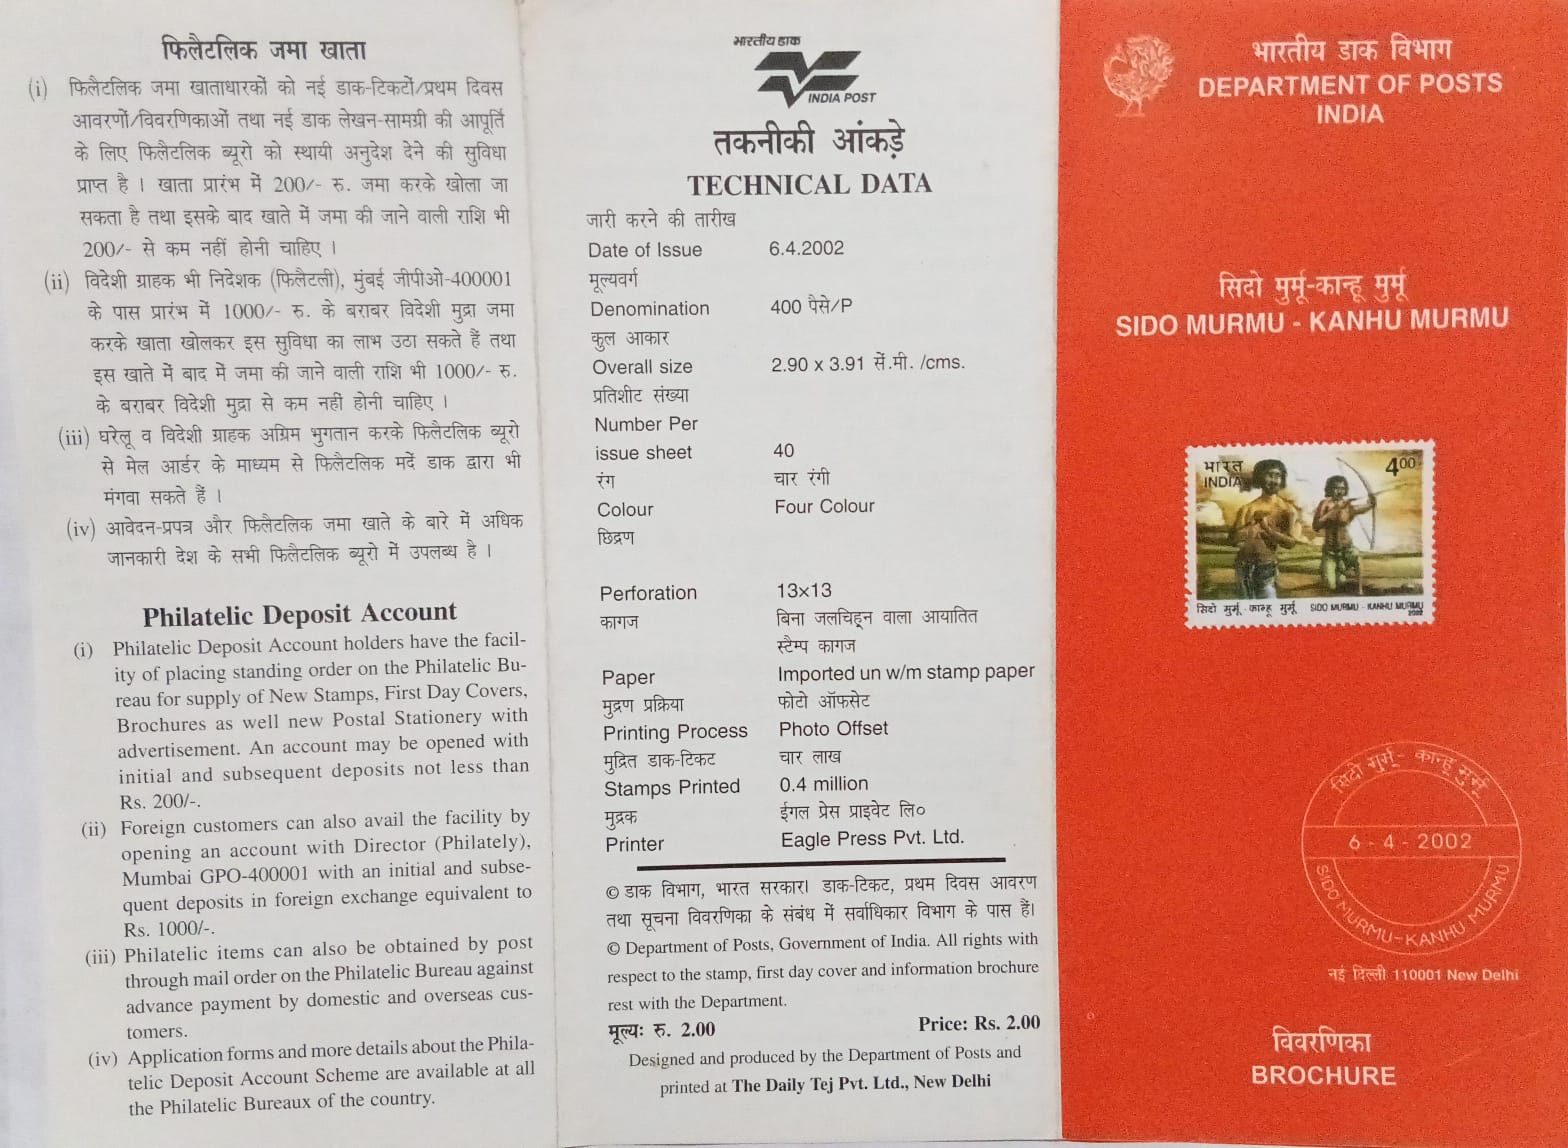 फिलैटलिक जमा खाता
(i) फिलैटलिक जमा खाताधारकों को नई डाक-टिकटों/प्रथम दिवस
आवरणों/विवरणिकाओं तथा नई डाक लेखन-सामग्री की आपूर्ति
के लिए फिलैटलिक ब्यूरो को स्थायी अनुदेश देने की सुविधा
प्राप्त है । खाता प्रारंभ में 200/- रु. जमा करके खोला जा
सकता है तथा इसके बाद खाते में जमा की जाने वाली राशि भी
200/- से कम नहीं होनी चाहिए ।
(ii) विदेशी ग्राहक भी निदेशक (फिलैटली), मुंबई जीपीओ-400001
के पास प्रारंभ में 1000/- रु. के बराबर विदेशी मुद्रा जमा
करके खाता खोलकर इस सुविधा का लाभ उठा सकते हैं तथा
इस खाते में बाद में जमा की जाने वाली राशि भी 1000/- रु.
के बराबर विदेशी मुद्रा से कम नहीं होनी चाहिए ।
(iii) घरेलू व विदेशी ग्राहक अग्रिम भुगतान करके फिलैटलिक ब्यूरो
से मेल आर्डर के माध्यम से फिलैटलिक मदें डाक द्वारा भी
मंगवा सकते हैं ।
(iv) आवेदन-प्रपत्र और फिलैटलिक जमा खाते के बारे में अधिक
जानकारी देश के सभी फिलैटलिक ब्यूरो में उपलब्ध है ।
Philatelic Deposit Account
(i) Philatelic Deposit Account holders have the facil-
ity of placing standing order on the Philatelic Bu-
reau for supply of New Stamps, First Day Covers,
Brochures as well new Postal Stationery with
advertisement. An account may be opened with
initial and subsequent deposits not less than
Rs. 200/-.
(ii) Foreign customers can also avail the facility by
opening an account with Director (Philately),
Mumbai GPO-400001 with an initial and subse-
quent deposits in foreign exchange equivalent to
Rs. 1000/-.
(iii) Philatelic items can also be obtained by post
through mail order on the Philatelic Bureau against
advance payment by domestic and overseas cus-
tomers.
(iv) Application forms and more details about the Phila-
telic Deposit Account Scheme are available at all
the Philatelic Bureaux of the country.
भारतीय डाक
INDIA POST
तकनीकी आंकड़े
TECHNICAL DATA
जारी करने की तारीख
Date of Issue 6.4.2002
मूल्यवर्ग
Denomination 400 पैसे/P
कुल आकार
Overall size 2.90 x 3.91 सें.मी. /cms.
प्रतिशीट संख्या
Number Per
issue sheet 40
रंग चार रंगी
Colour Four Colour
छिद्रण
Perforation 13×13
कागज बिना जलचिह्न वाला आयातित
स्टैम्प कागज
Paper Imported un w/m stamp paper
मुद्रण प्रक्रिया फोटो ऑफसेट
Printing Process Photo Offset
मुद्रित डाक-टिकट चार लाख
Stamps Printed 0.4 million
मुद्रक ईगल प्रेस प्राइवेट लि०
Printer Eagle Press Pvt. Ltd.
© डाक विभाग, भारत सरकार। डाक-टिकट, प्रथम दिवस आवरण
तथा सूचना विवरणिका के संबंध में सर्वाधिकार विभाग के पास हैं।
© Department of Posts, Government of India. All rights with
respect to the stamp, first day cover and information brochure
rest with the Department.
मूल्यः रु. 2.00 Price: Rs. 2.00
Designed and produced by the Department of Posts and
printed at The Daily Tej Pvt. Ltd., New Delhi
भारतीय डाक विभाग
DEPARTMENT OF POSTS
INDIA
सिदो मुर्मू-कान्हू मुर्मू
SIDO MURMU - KANHU MURMU
भारत 4.00
INDIA
सिदो मुर्मू - कान्हू मुर्मू SIDO MURMU - KANHU MURMU
2002
सिदो मुर्मू - कान्हू मुर्मू
6 - 4 - 2002
SIDO MURMU-KANHU MURMU
नई दिल्ली 110001 New Delhi
विवरणिका
BROCHURE